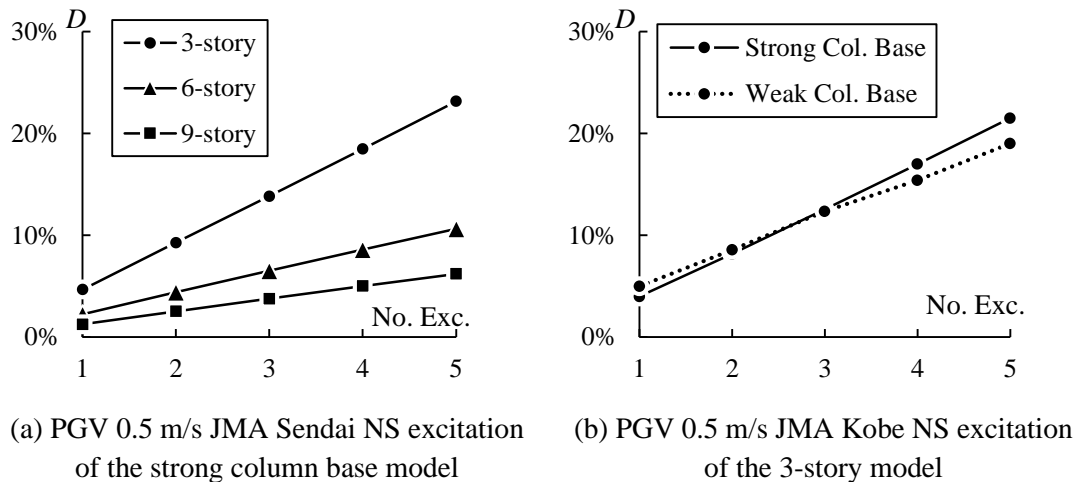 D
30%
20%
10%
0%
3-story
6-story
9-story
No. Exc.
1 2 3 4 5
(a) PGV 0.5 m/s JMA Sendai NS excitation
of the strong column base model
D
30%
20%
10%
0%
Strong Col. Base
Weak Col. Base
No. Exc.
1 2 3 4 5
(b) PGV 0.5 m/s JMA Kobe NS excitation
of the 3-story model